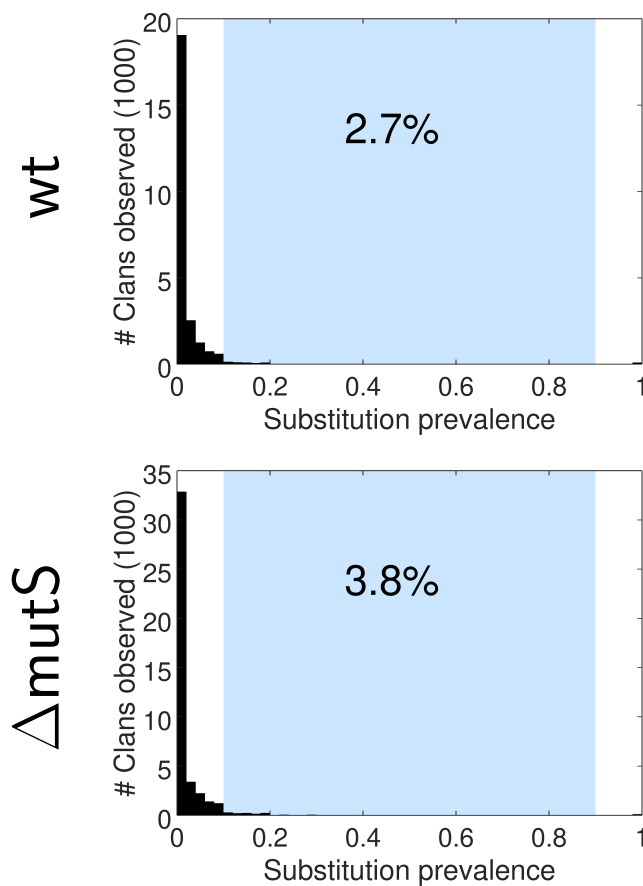 wt
# Clans observed (1000)
20
15
10
5
0
2.7%
0 0.2 0.4 0.6 0.8 1
Substitution prevalence
ΔmutS
# Clans observed (1000)
35
30
25
20
15
10
5
0
3.8%
0 0.2 0.4 0.6 0.8 1
Substitution prevalence